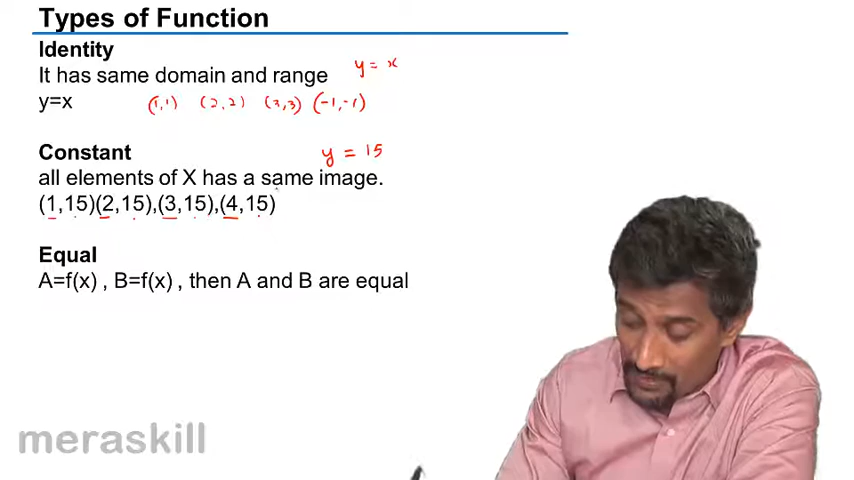 Types of Function
Identity
It has same domain and range
y = x
y=x
(1,1) (2,2) (3,3) (-1,-1)
Constant
y = 15
all elements of X has a same image.
(1,15)(2,15),(3,15),(4,15)
Equal
A=f(x) , B=f(x) , then A and B are equal
meraskill